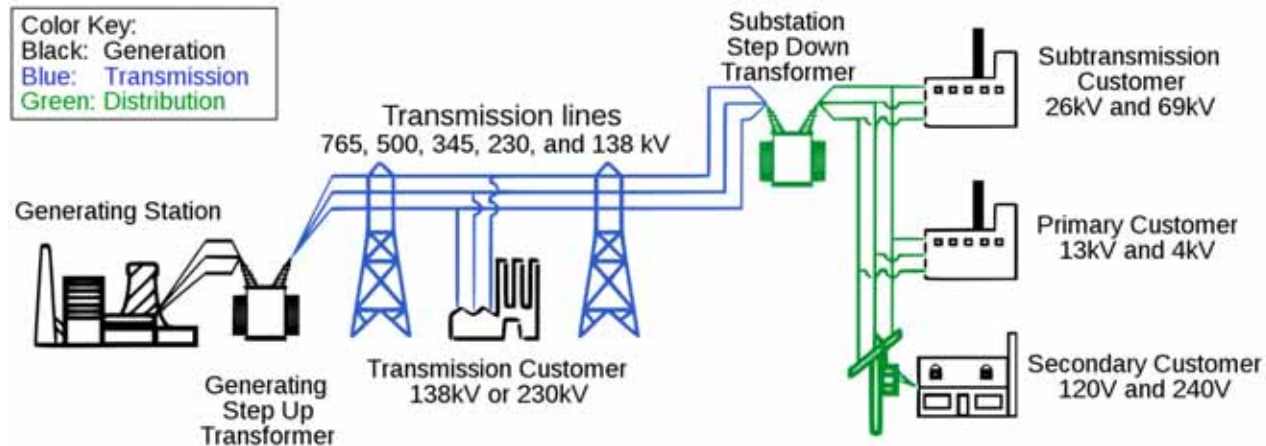 Color Key:
Black: Generation
Blue: Transmission
Green: Distribution
Generating Station
Generating
Step Up
Transformer
Transmission lines
765, 500, 345, 230, and 138 kV
Transmission Customer
138kV or 230kV
Substation
Step Down
Transformer
Subtransmission
Customer
26kV and 69kV
Primary Customer
13kV and 4kV
Secondary Customer
120V and 240V